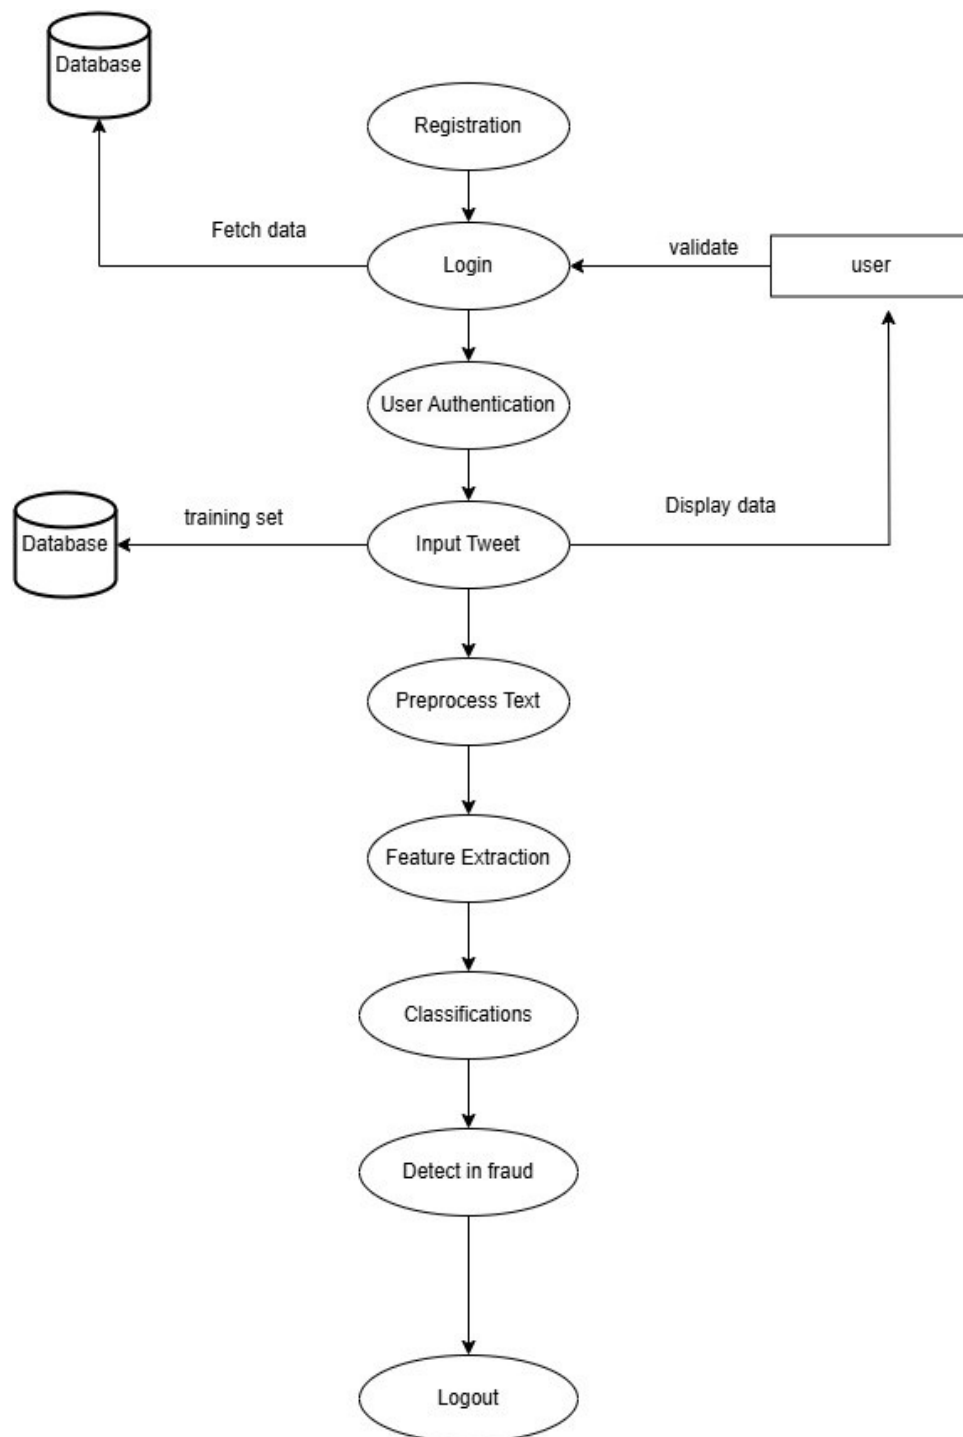 Database
Registration
Fetch data
Login
validate
user
User Authentication
Database
training set
Input Tweet
Display data
Preprocess Text
Feature Extraction
Classifications
Detect in fraud
Logout